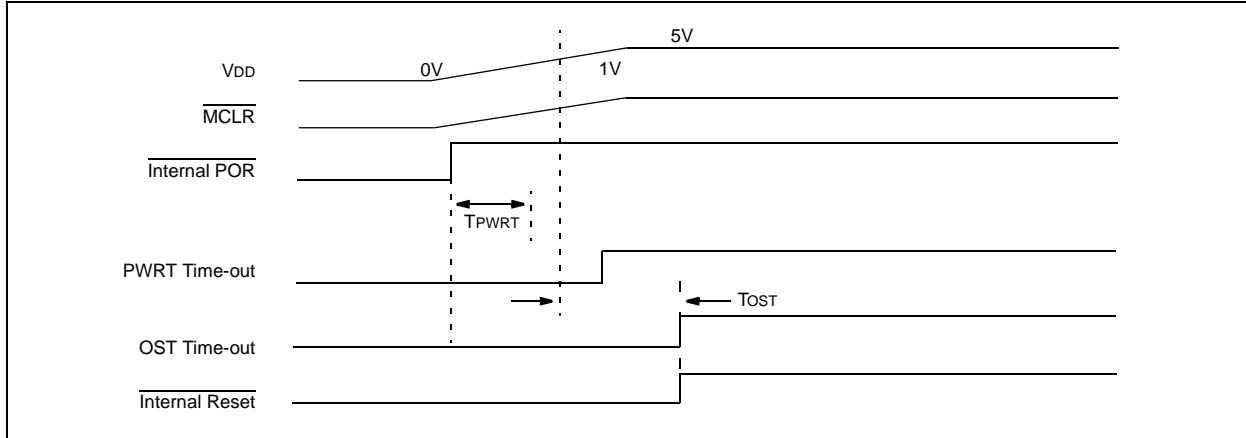 5V
VDD 0V 1V
MCLR
Internal POR
TPWRT
PWRT Time-out
TOST
OST Time-out
Internal Reset